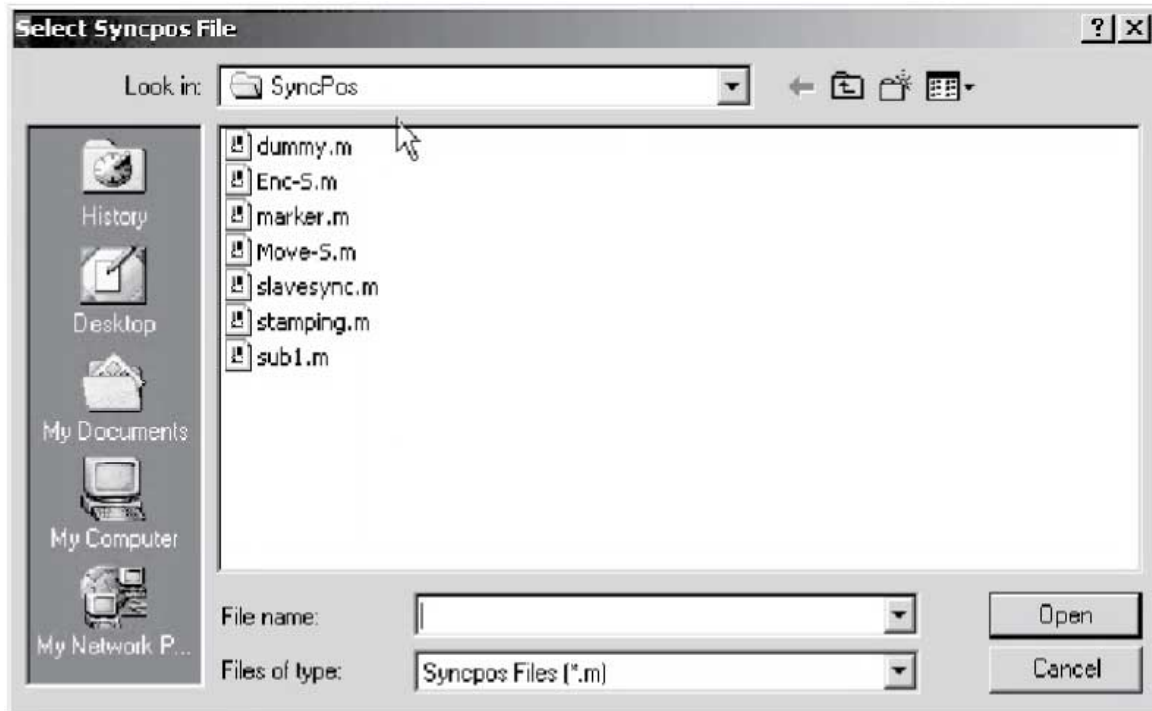 Select Syncpos File
Look in: SyncPos
History
Desktop
My Documents
My Computer
My Network P...
dummy.m
Enc-S.m
marker.m
Move-S.m
slavesync.m
stamping.m
sub1.m
File name:
Open
Files of type: Syncpos Files (*.m)
Cancel